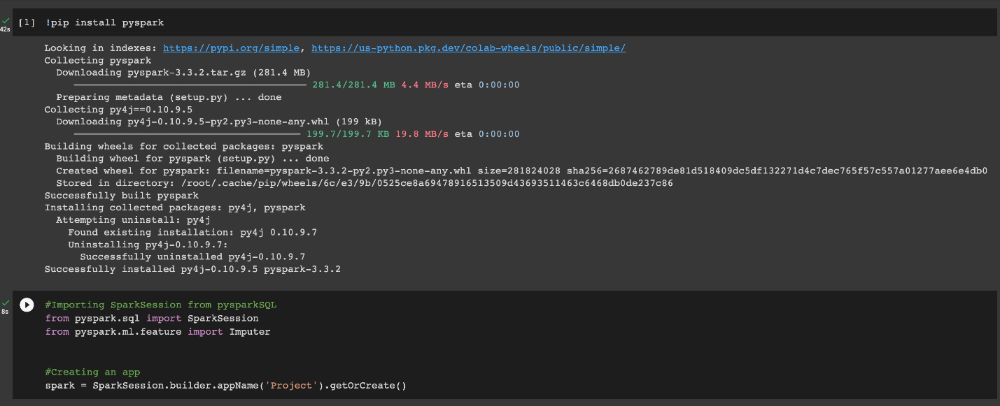 [1] !pip install pyspark
42s
Looking in indexes: https://pypi.org/simple, https://us-python.pkg.dev/colab-wheels/public/simple/
Collecting pyspark
Downloading pyspark-3.3.2.tar.gz (281.4 MB)
281.4/281.4 MB 4.4 MB/s eta 0:00:00
Preparing metadata (setup.py) ... done
Collecting py4j==0.10.9.5
Downloading py4j-0.10.9.5-py2.py3-none-any.whl (199 kB)
199.7/199.7 KB 19.8 MB/s eta 0:00:00
Building wheels for collected packages: pyspark
Building wheel for pyspark (setup.py) ... done
Created wheel for pyspark: filename=pyspark-3.3.2-py2.py3-none-any.whl size=281824028 sha256=2687462789de81d518409dc5df132271d4c7dec765f57c557a01277aee6e4db0
Stored in directory: /root/.cache/pip/wheels/6c/e3/9b/0525ce8a69478916513509d43693511463c6468db0de237c86
Successfully built pyspark
Installing collected packages: py4j, pyspark
Attempting uninstall: py4j
Found existing installation: py4j 0.10.9.7
Uninstalling py4j-0.10.9.7:
Successfully uninstalled py4j-0.10.9.7
Successfully installed py4j-0.10.9.5 pyspark-3.3.2
8s
#Importing SparkSession from pysparkSQL
from pyspark.sql import SparkSession
from pyspark.ml.feature import Imputer
#Creating an app
spark = SparkSession.builder.appName('Project').getOrCreate()